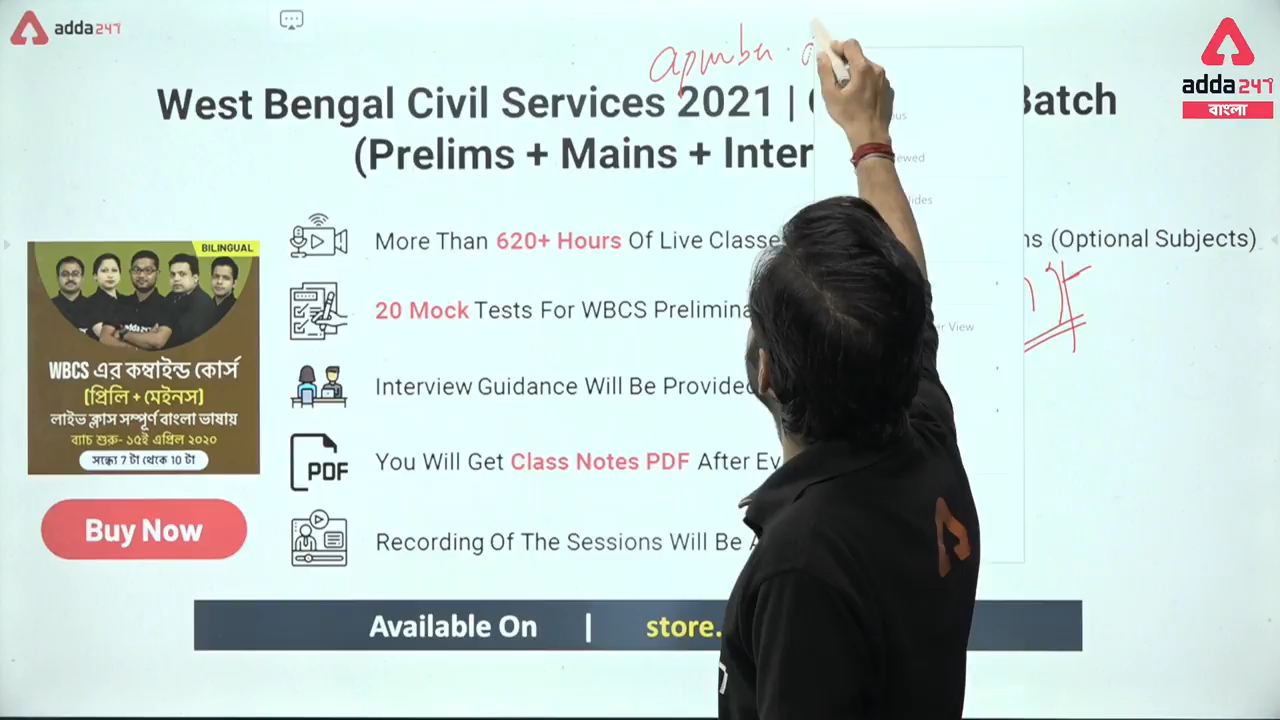 adda247
adda247
বাংলা
West Bengal Civil Services 2021 | Batch
(Prelims + Mains + Inter
BILINGUAL
WBCS এর কম্বাইন্ড কোর্স
(প্রিলি + মেইনস)
লাইভ ক্লাস সম্পূর্ণ বাংলা ভাষায়
ব্যাচ শুরু- ১৫ই এপ্রিল ২০২০
সন্ধ্যে 7 টা থেকে 10 টা
Buy Now
More Than 620+ Hours Of Live Classe (Optional Subjects)
20 Mock Tests For WBCS Prelimina
View
Interview Guidance Will Be Provided
PDF
You Will Get Class Notes PDF After Ev
Recording Of The Sessions Will Be
Available On | store.